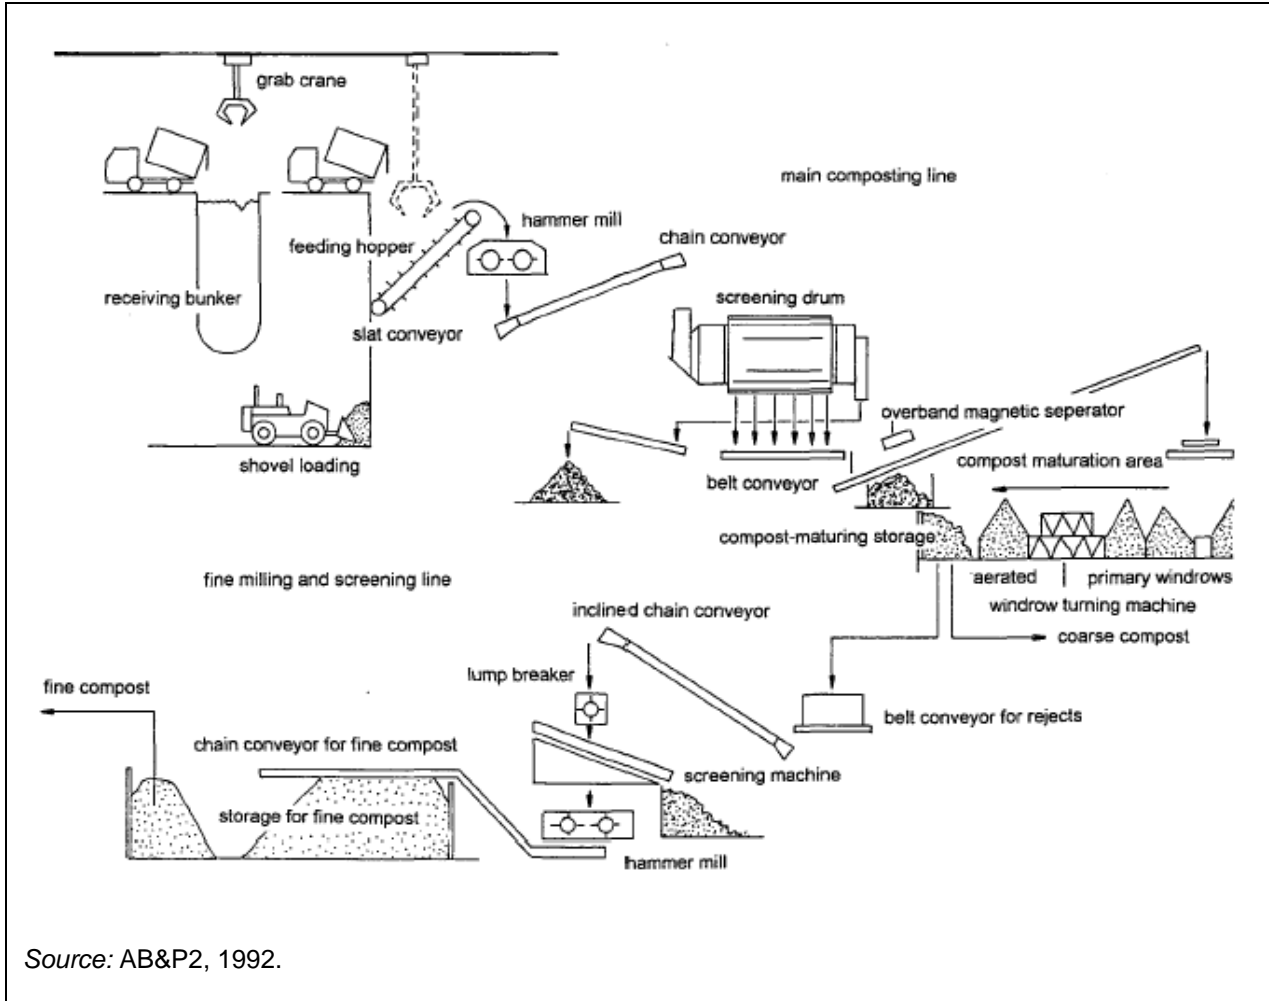 grab crane
main composting line
hammer mill
chain conveyor
feeding hopper
receiving bunker
slat conveyor
screening drum
shovel loading
overband magnetic seperator
compost maturation area
belt conveyor
compost-maturing storage
aerated
primary windrows
windrow turning machine
coarse compost
fine milling and screening line
inclined chain conveyor
lump breaker
fine compost
belt conveyor for rejects
chain conveyor for fine compost
screening machine
storage for fine compost
hammer mill
Source: AB&P2, 1992.